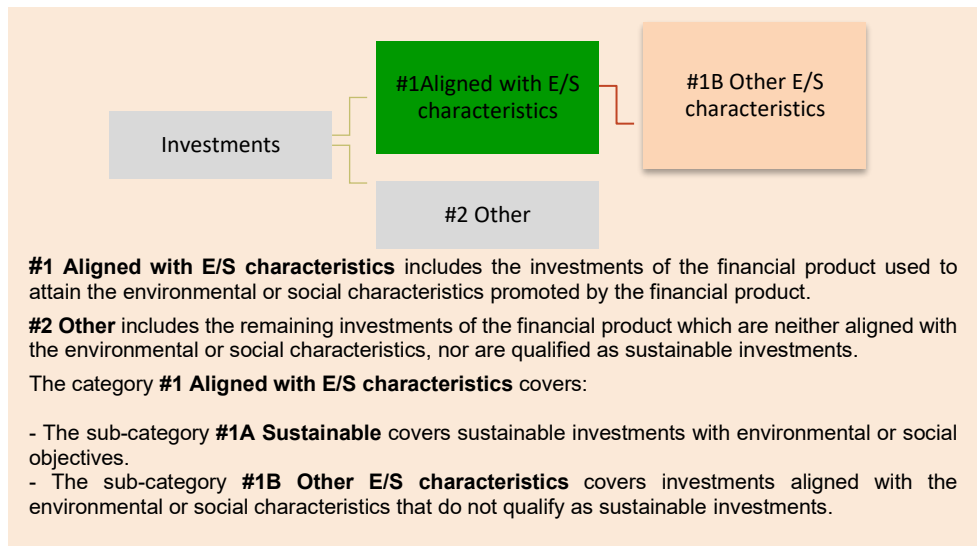 #1Aligned with E/S
characteristics
#1B Other E/S
characteristics
Investments
#2 Other
#1 Aligned with E/S characteristics includes the investments of the financial product used to
attain the environmental or social characteristics promoted by the financial product.
#2 Other includes the remaining investments of the financial product which are neither aligned with
the environmental or social characteristics, nor are qualified as sustainable investments.
The category #1 Aligned with E/S characteristics covers:
- The sub-category #1A Sustainable covers sustainable investments with environmental or social
objectives.
- The sub-category #1B Other E/S characteristics covers investments aligned with the
environmental or social characteristics that do not qualify as sustainable investments.